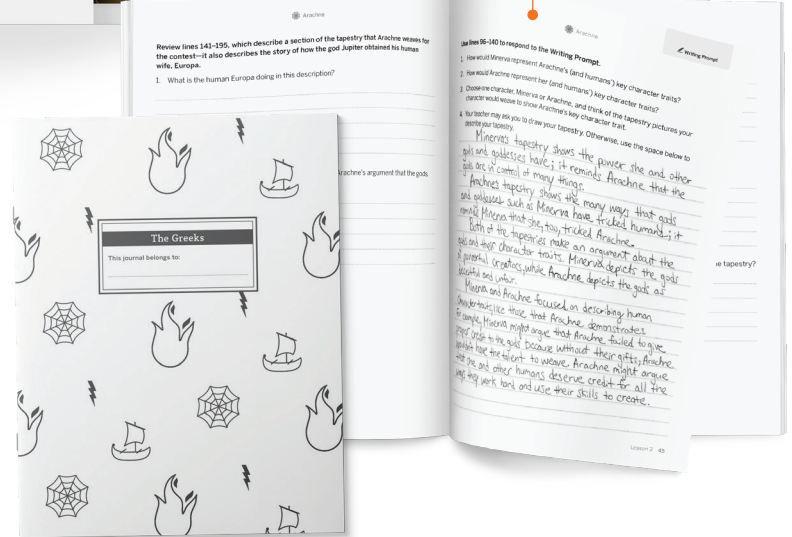 Arachne
Review lines 141–195, which describe a section of the tapestry that Arachne weaves for
the contest—it also describes the story of how the god Jupiter obtained his human
wife, Europa.
1. What is the human Europa doing in this description?
Arachne's argument that the gods
The Greeks
This journal belongs to:
Arachne
Writing Prompt
Use lines 96–140 to respond to the Writing Prompt.
1. How would Minerva represent Arachne's (and humans') key character traits?
2. How would Arachne represent her (and humans') key character traits?
3. Choose one character, Minerva or Arachne, and think of the tapestry pictures your
character would weave to show Arachne's key character trait.
4. Your teacher may ask you to draw your tapestry. Otherwise, use the space below to
describe your tapestry.
Minerva's tapestry shows the power she and other
gods and goddesses have; it reminds Arachne that the
gods are in control of many things.
Arachne's tapestry shows the many ways that gods
and goddesses such as Minerva have tricked humans; it
reminds Minerva that she, too, tricked Arachne.
Both of the tapestries make an argument about the
gods and their character traits. Minerva depicts the gods
as powerful creators, while Arachne depicts the gods as
deceitful and unfair.
Minerva and Arachne focused on describing human
character traits, like those that Arachne demonstrates.
for example, Minerva might argue that Arachne failed to give
proper credit to the gods because without their gifts, Arachne
wouldn't have the talent to weave. Arachne might argue
that she and other humans deserve credit for all the
ways they work hard and use their skills to create.
Lesson 3 45
e tapestry?